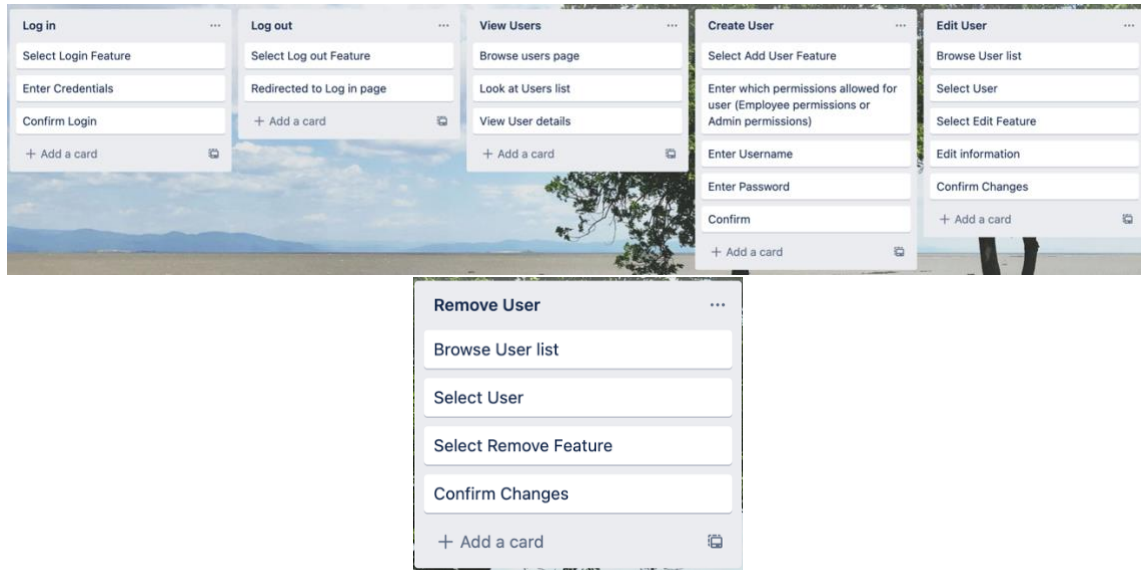 Log in
Select Login Feature
Enter Credentials
Confirm Login
+ Add a card
Log out
Select Log out Feature
Redirected to Log in page
+ Add a card
View Users
Browse users page
Look at Users list
View User details
+ Add a card
Create User
Select Add User Feature
Enter which permissions allowed for
user (Employee permissions or
Admin permissions)
Enter Username
Enter Password
Confirm
+ Add a card
Edit User
Browse User list
Select User
Select Edit Feature
Edit information
Confirm Changes
+ Add a card
Remove User
Browse User list
Select User
Select Remove Feature
Confirm Changes
+ Add a card